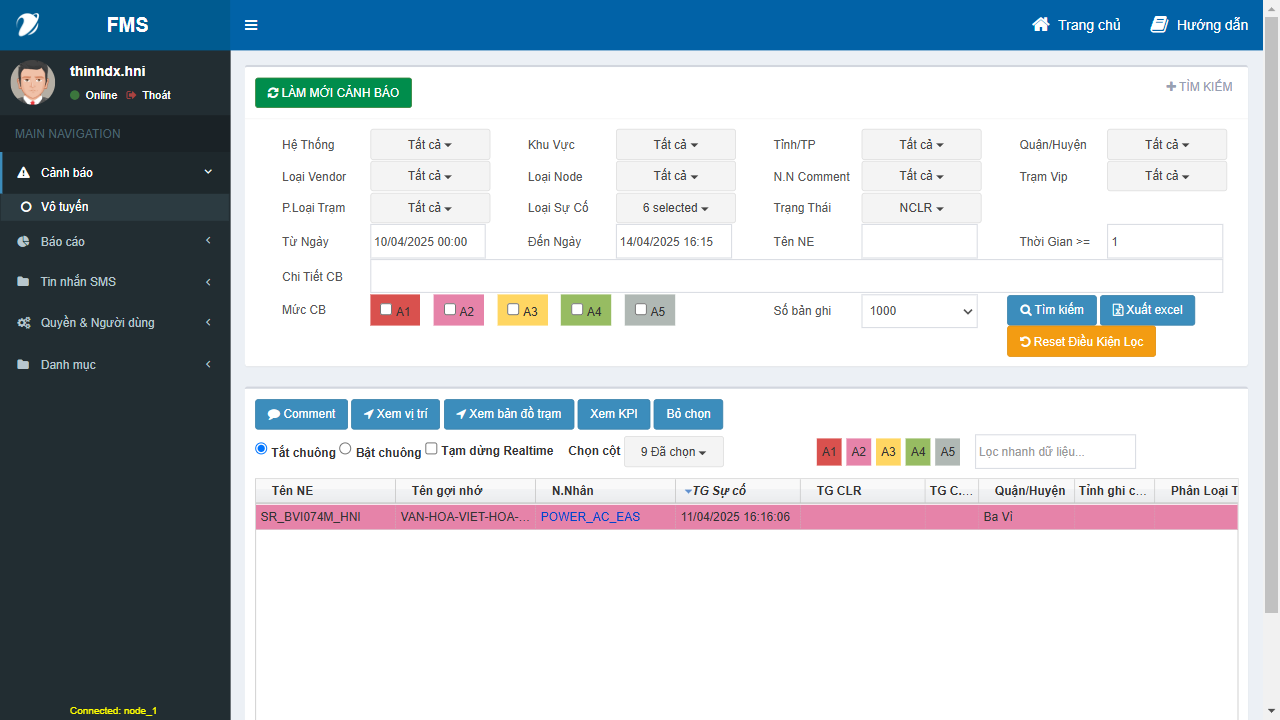 FMS
Trang chủ
Hướng dẫn
thinhdx.hni
Online Thoát
MAIN NAVIGATION
Cảnh báo
Vô tuyến
Báo cáo
Tin nhắn SMS
Quyền & Người dùng
Danh mục
Connected: node_1
LÀM MỚI CẢNH BÁO
TÌM KIẾM
Hệ Thống Tất cả Khu Vực Tất cả Tỉnh/TP Tất cả Quận/Huyện Tất cả
Loại Vendor Tất cả Loại Node Tất cả N.N Comment Tất cả Trạm Vip Tất cả
P.Loại Trạm Tất cả Loại Sự Cố 6 selected Trạng Thái NCLR
Từ Ngày 10/04/2025 00:00 Đến Ngày 14/04/2025 16:15 Tên NE Thời Gian >= 1
Chi Tiết CB
Mức CB A1 A2 A3 A4 A5 Số bản ghi 1000 Tìm kiếm Xuất excel
Reset Điều Kiện Lọc
Comment Xem vị trí Xem bản đồ trạm Xem KPI Bỏ chọn
Tắt chuông Bật chuông Tạm dừng Realtime Chọn cột 9 Đã chọn A1 A2 A3 A4 A5 Lọc nhanh dữ liệu...
Tên NE Tên gợi nhớ N.Nhân TG Sự cố TG CLR TG C... Quận/Huyện Tỉnh ghi c... Phân Loại T
SR_BVI074M_HNI VAN-HOA-VIET-HOA-... POWER_AC_EAS 11/04/2025 16:16:06 Ba Vì